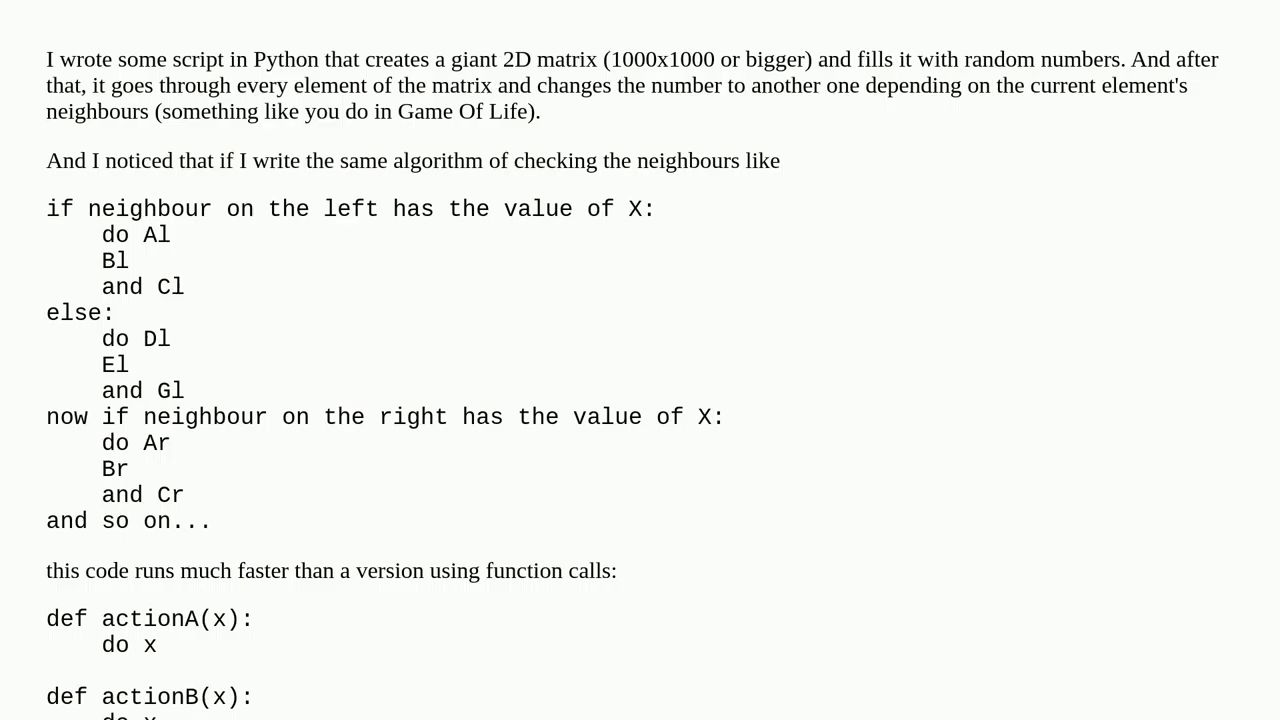 I wrote some script in Python that creates a giant 2D matrix (1000x1000 or bigger) and fills it with random numbers. And after
that, it goes through every element of the matrix and changes the number to another one depending on the current element's
neighbours (something like you do in Game Of Life).
And I noticed that if I write the same algorithm of checking the neighbours like
if neighbour on the left has the value of X:
    do Al
    Bl
    and Cl
else:
    do Dl
    El
    and Gl
now if neighbour on the right has the value of X:
    do Ar
    Br
    and Cr
and so on...
this code runs much faster than a version using function calls:
def actionA(x):
    do x
def actionB(x):
    do x